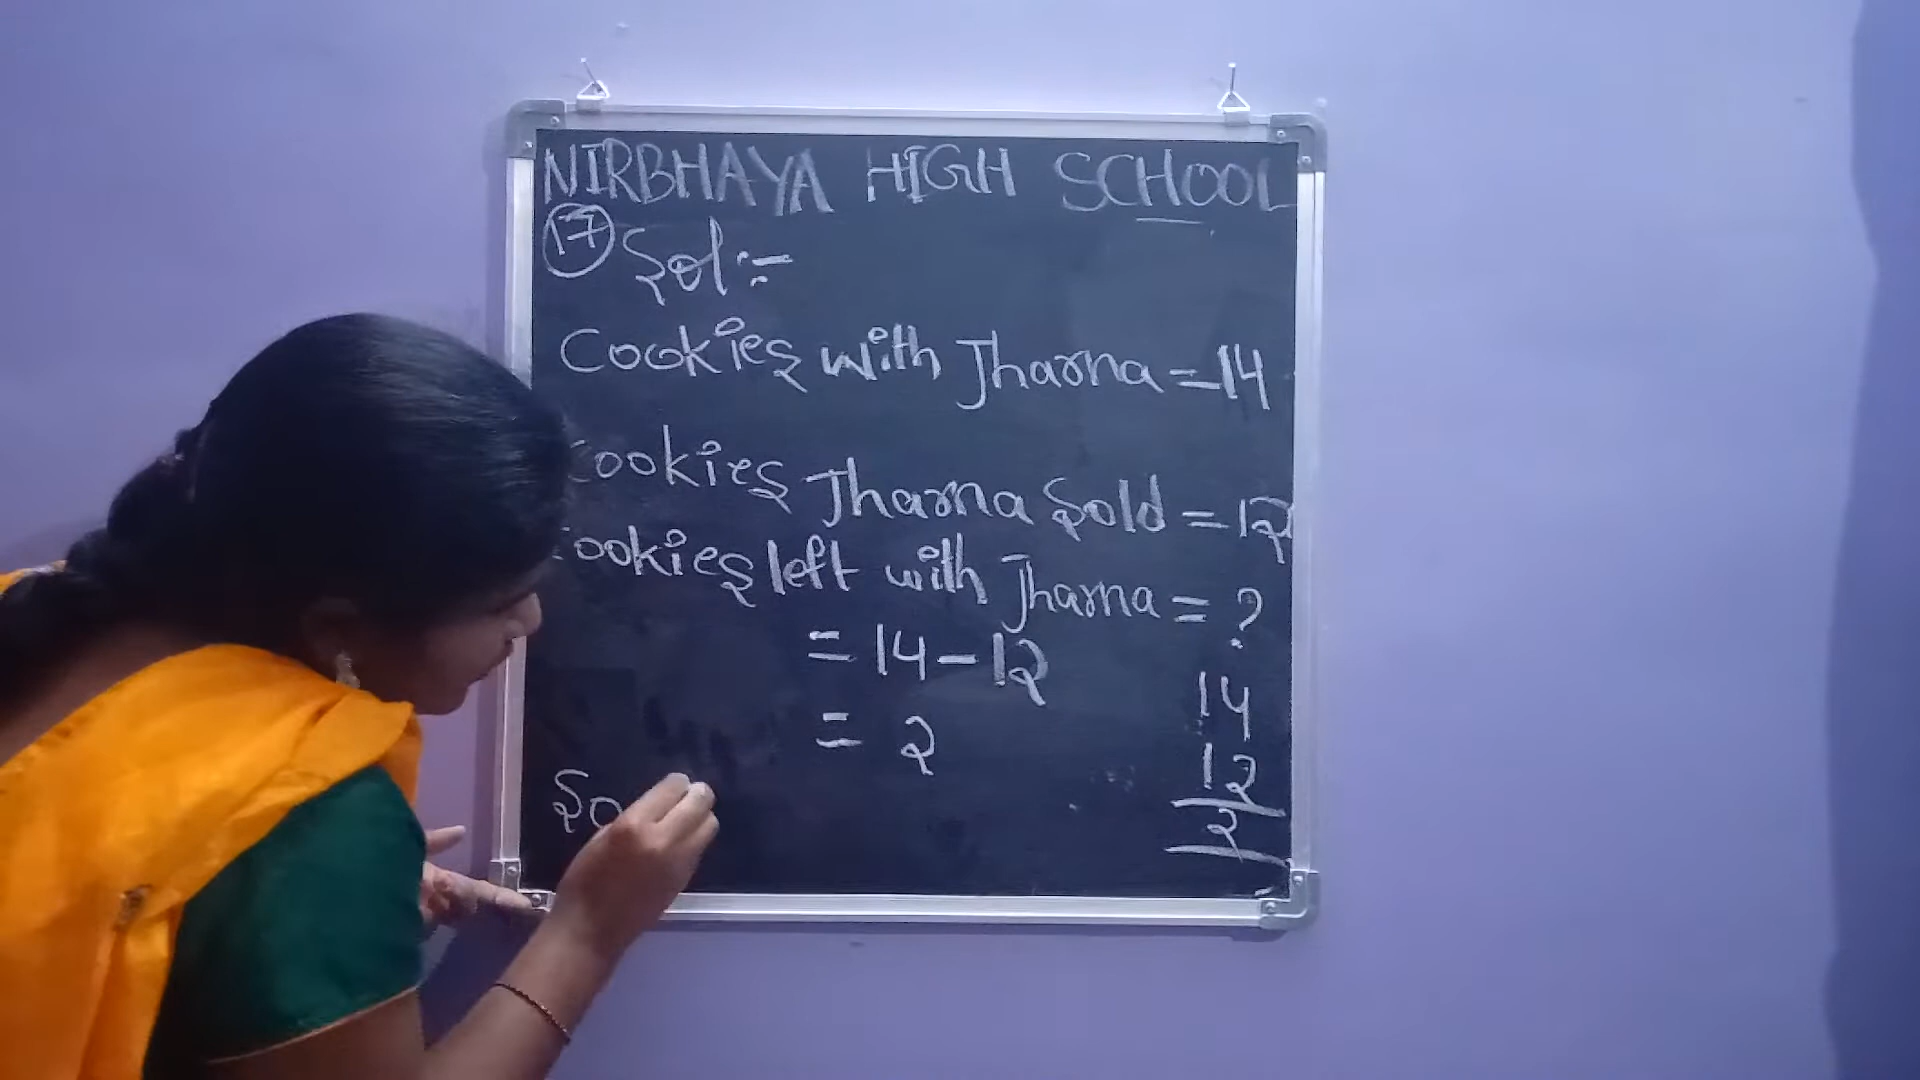 NIRBHAYA HIGH SCHOOL
17 Sol:-
Cookies with Jharna = 14
Cookies Jharna Sold = 12
Cookies left with Jharna = ?
= 14 - 12
= 2
14
12
2
So